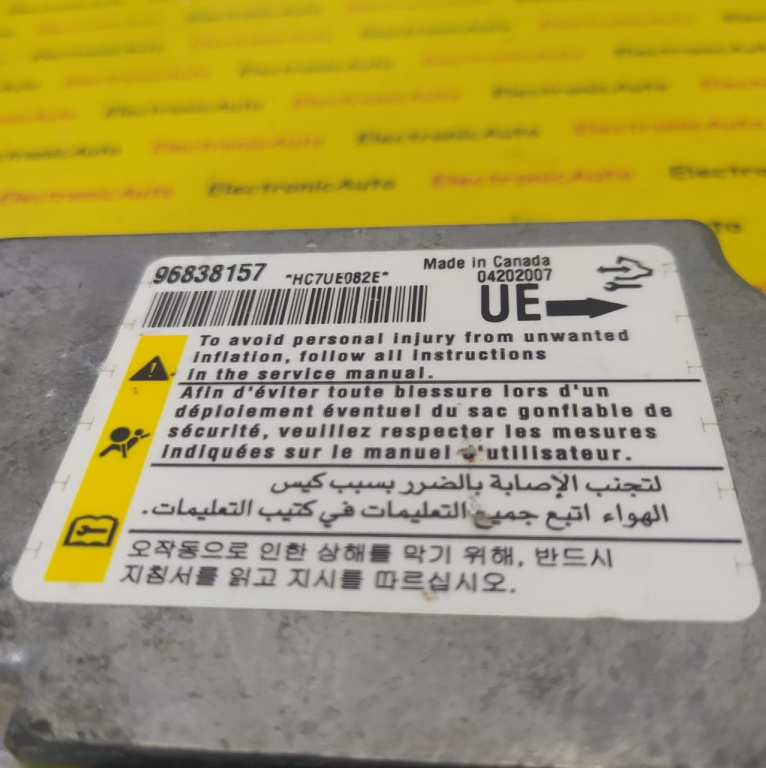 ElectronicAuto ElectronicAuto ElectronicAuto ElectronicAuto
96838157 *HC7UE082E* Made in Canada
04202007
UE
To avoid personal injury from unwanted
inflation, follow all instructions
in the service manual.
Afin d'éviter toute blessure lors d'un
déploiement éventuel du sac gonflable de
sécurité, veuillez respecter les mesures
indiquées sur le manuel d'utilisateur.
لتجنب الإصابة بالضرر بسبب كيس
الهواء اتبع جميع التعليمات في كتيب التعليمات.
오작동으로 인한 상해를 막기 위해, 반드시
지침서를 읽고 지시를 따르십시오.